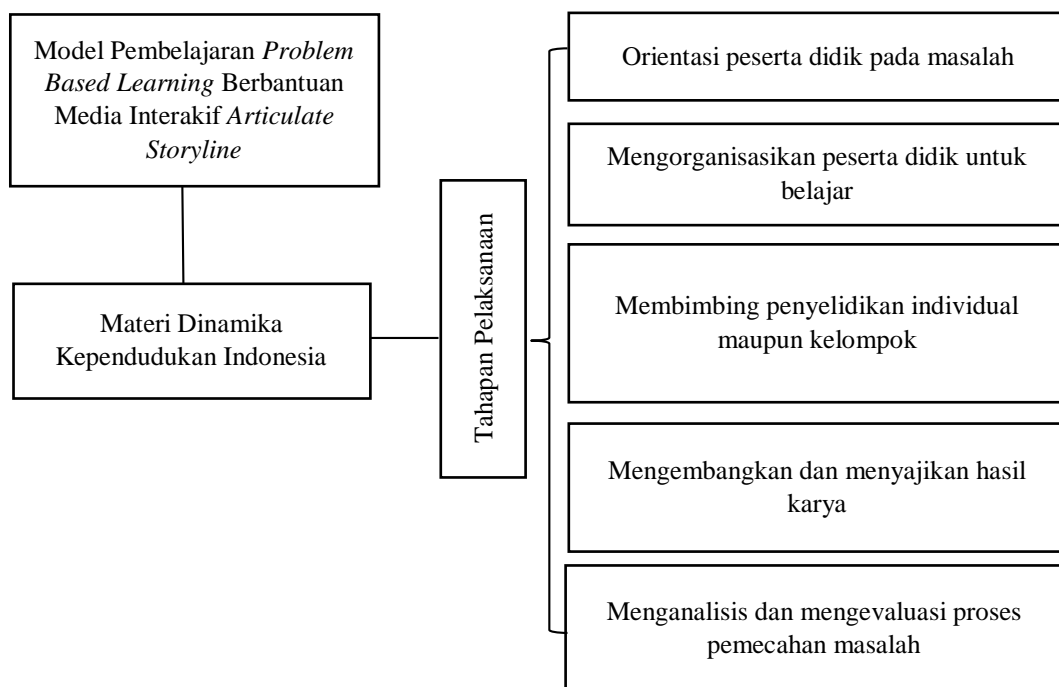 Model Pembelajaran Problem
Based Learning Berbantuan
Media Interakif Articulate
Storyline
Materi Dinamika
Kependudukan Indonesia
Tahapan Pelaksanaan
Orientasi peserta didik pada masalah
Mengorganisasikan peserta didik untuk
belajar
Membimbing penyelidikan individual
maupun kelompok
Mengembangkan dan menyajikan hasil
karya
Menganalisis dan mengevaluasi proses
pemecahan masalah